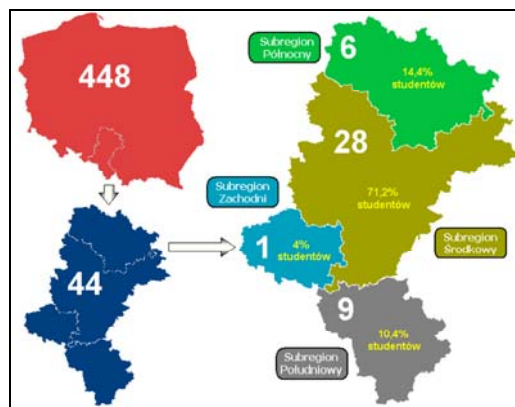 448
44
Subregion
Północny
6
14,4%
studentów
28
71,2%
studentów
Subregion
Zachodni
1
4%
studentów
Subregion
Środkowy
9
10,4%
studentów
Subregion
Południowy